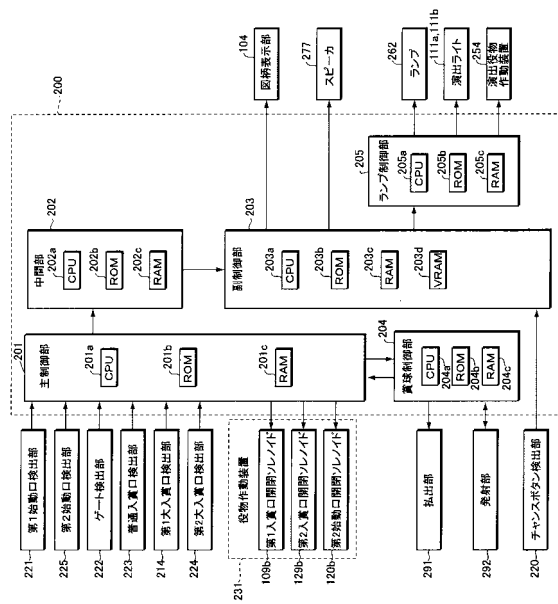 200
201
主制御部
201a
CPU
201b
ROM
201c
RAM
202
中間部
202a
CPU
202b
ROM
202c
RAM
203
副制御部
203a
CPU
203b
ROM
203c
RAM
203d
VRAM
204
賞球制御部
CPU
204a
ROM
204b
RAM
204c
205
ランプ制御部
205a
CPU
205b
ROM
205c
RAM
104
図柄表示部
277
スピーカ
262
ランプ
111a,111b
演出ライト
254
演出役物
作動装置
221
第1始動口検出部
225
第2始動口検出部
222
ゲート検出部
223
普通入賞口検出部
214
第1大入賞口検出部
224
第2大入賞口検出部
231
役物作動装置
109b
第1入賞口開閉ソレノイド
129b
第2入賞口開閉ソレノイド
120b
第2始動口開閉ソレノイド
291
払出部
292
発射部
220
チャンスボタン検出部